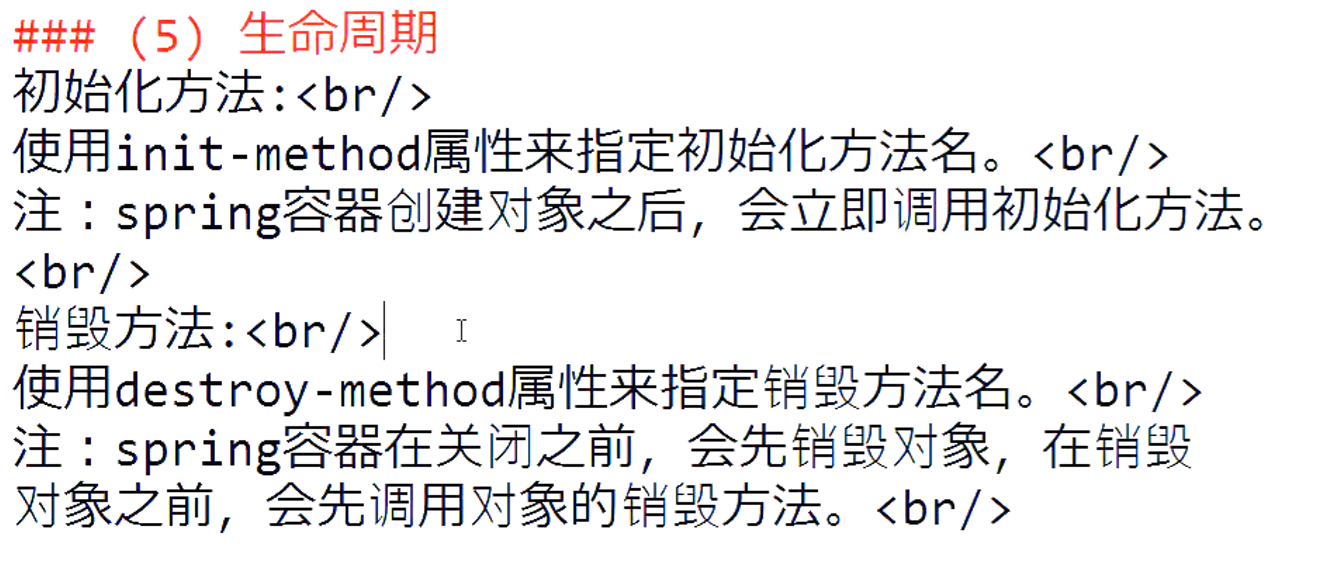 ### (5) 生命周期
初始化方法:<br/>
使用init-method属性来指定初始化方法名。<br/>
注：spring容器创建对象之后，会立即调用初始化方法。
<br/>
销毁方法:<br/>
使用destroy-method属性来指定销毁方法名。<br/>
注：spring容器在关闭之前，会先销毁对象，在销毁
对象之前，会先调用对象的销毁方法。<br/>